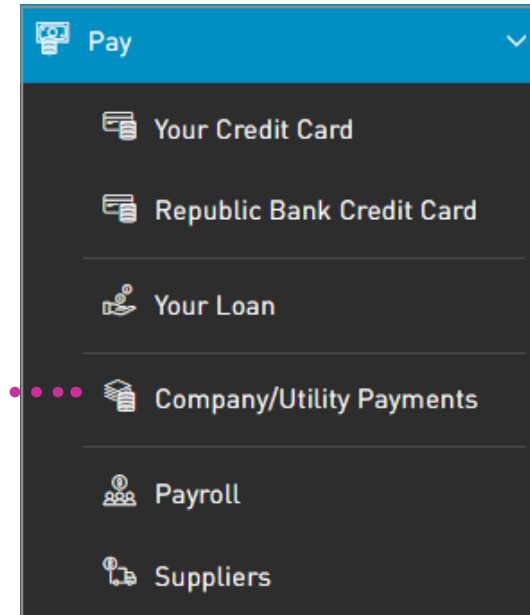 Pay
Your Credit Card
Republic Bank Credit Card
Your Loan
Company/Utility Payments
Payroll
Suppliers